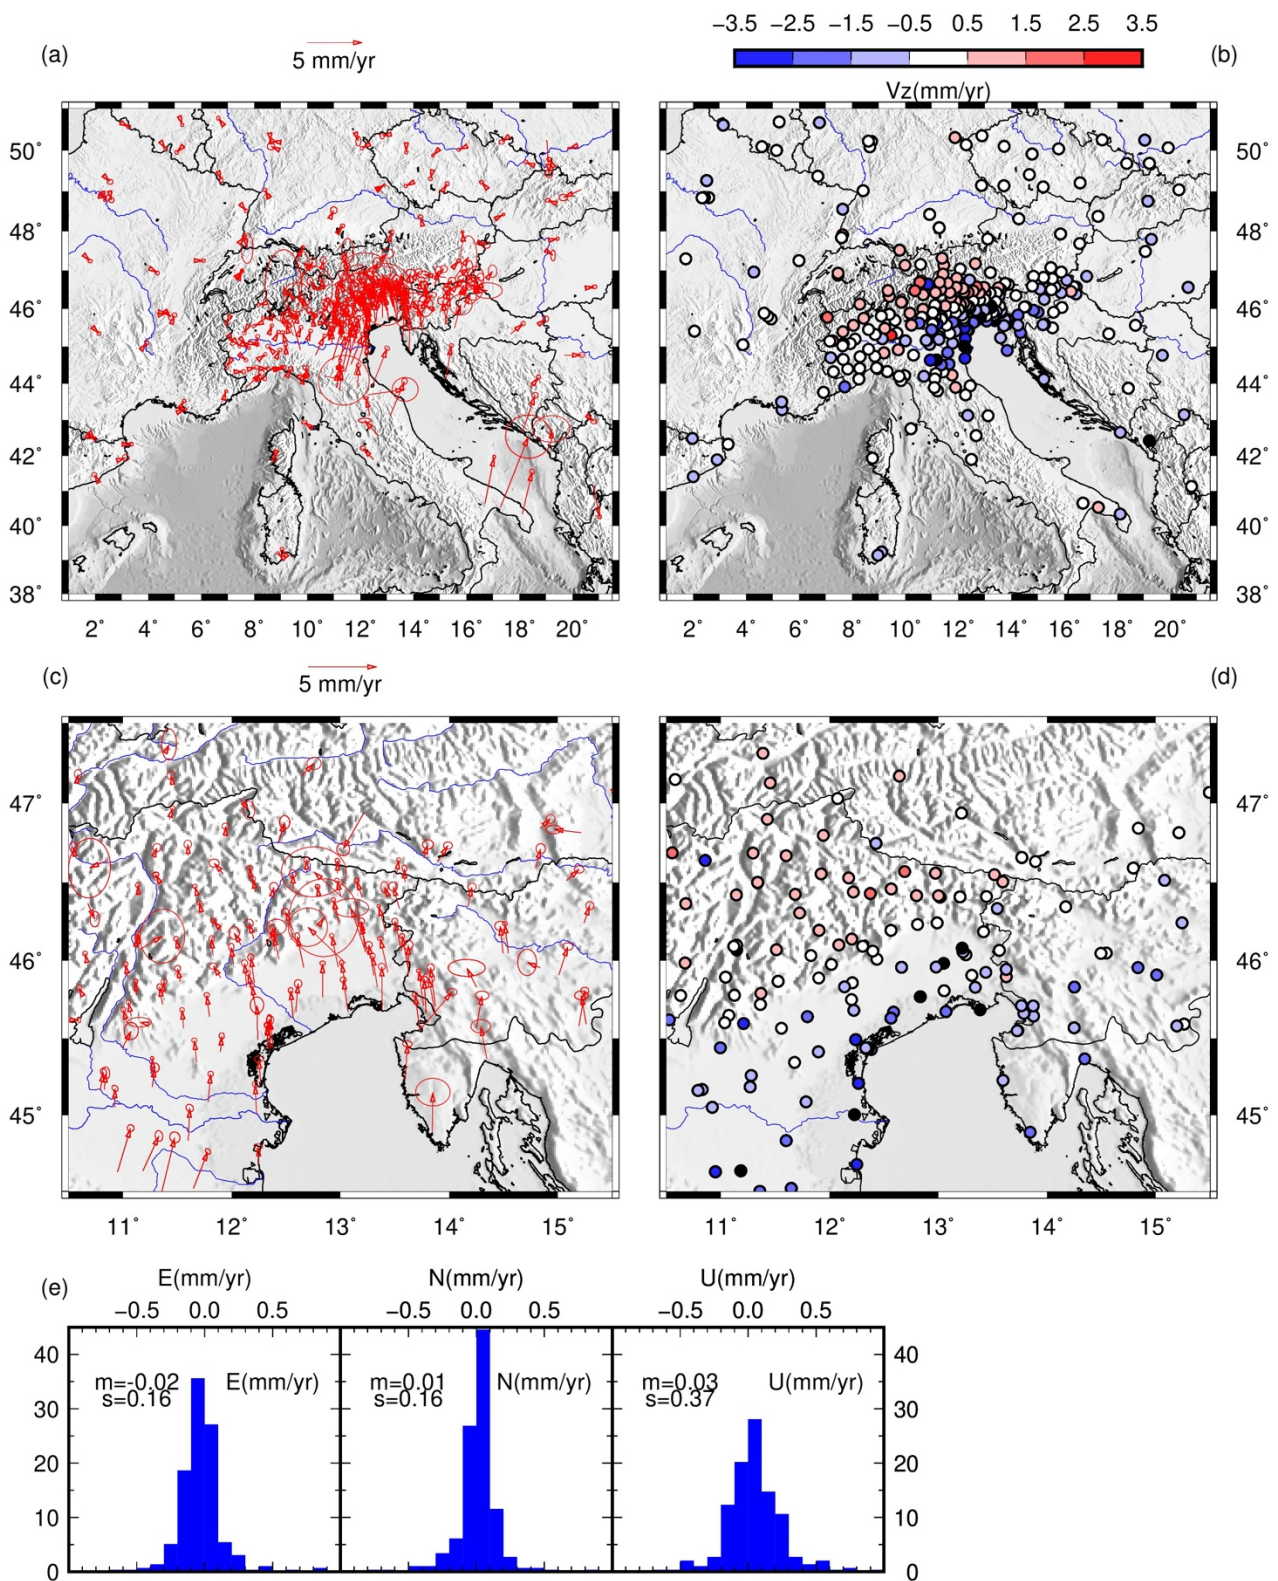 −3.5 −2.5 −1.5 −0.5 0.5 1.5 2.5 3.5
(a) 5 mm/yr (b)
Vz(mm/yr)
50˚ 50˚
48˚ 48˚
46˚ 46˚
44˚ 44˚
42˚ 42˚
40˚ 40˚
38˚ 38˚
2˚ 4˚ 6˚ 8˚ 10˚ 12˚ 14˚ 16˚ 18˚ 20˚ 2˚ 4˚ 6˚ 8˚ 10˚ 12˚ 14˚ 16˚ 18˚ 20˚
(c) 5 mm/yr (d)
47˚ 47˚
46˚ 46˚
45˚ 45˚
11˚ 12˚ 13˚ 14˚ 15˚ 11˚ 12˚ 13˚ 14˚ 15˚
(e) E(mm/yr) N(mm/yr) U(mm/yr)
−0.5 0.0 0.5 −0.5 0.0 0.5 −0.5 0.0 0.5
40 40
m=-0.02 E(mm/yr) m=0.01 N(mm/yr) m=0.03 U(mm/yr)
s=0.16 s=0.16 s=0.37
30 30
20 20
10 10
0 0